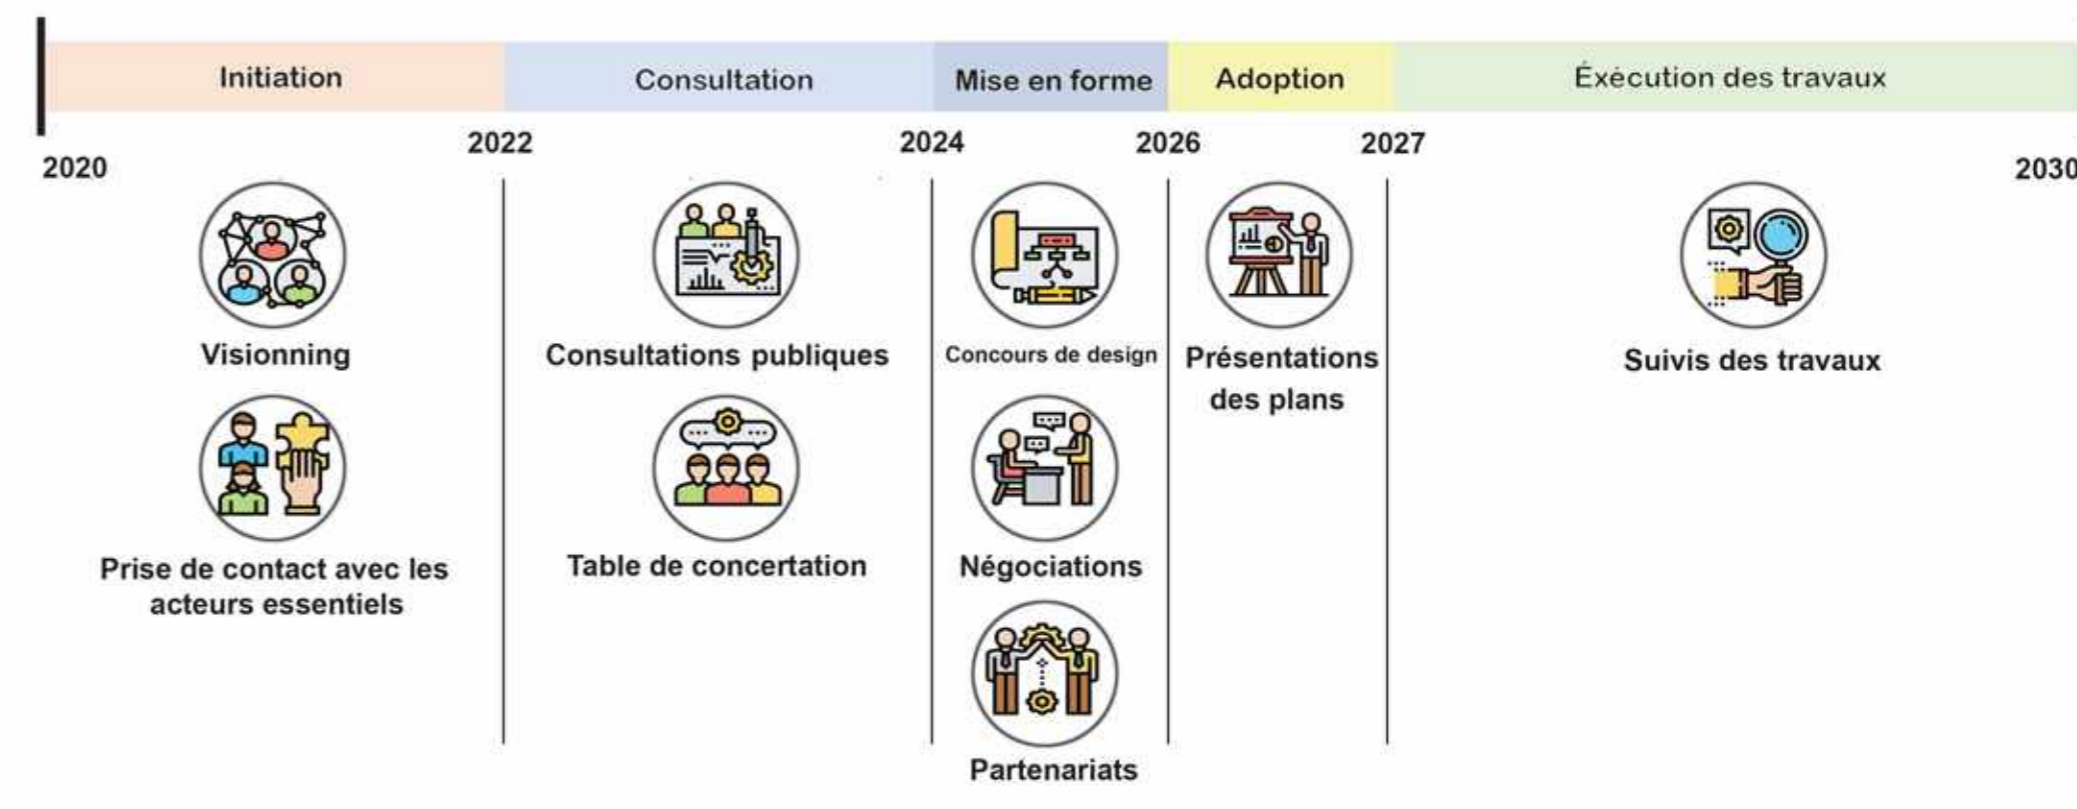 Initiation
Consultation
Mise en forme
Adoption
Éxécution des travaux
2020
2022
2024
2026
2027
2030
Visionning
Consultations publiques
Concours de design
Présentations
des plans
Suivis des travaux
Prise de contact avec les
acteurs essentiels
Table de concertation
Négociations
Partenariats